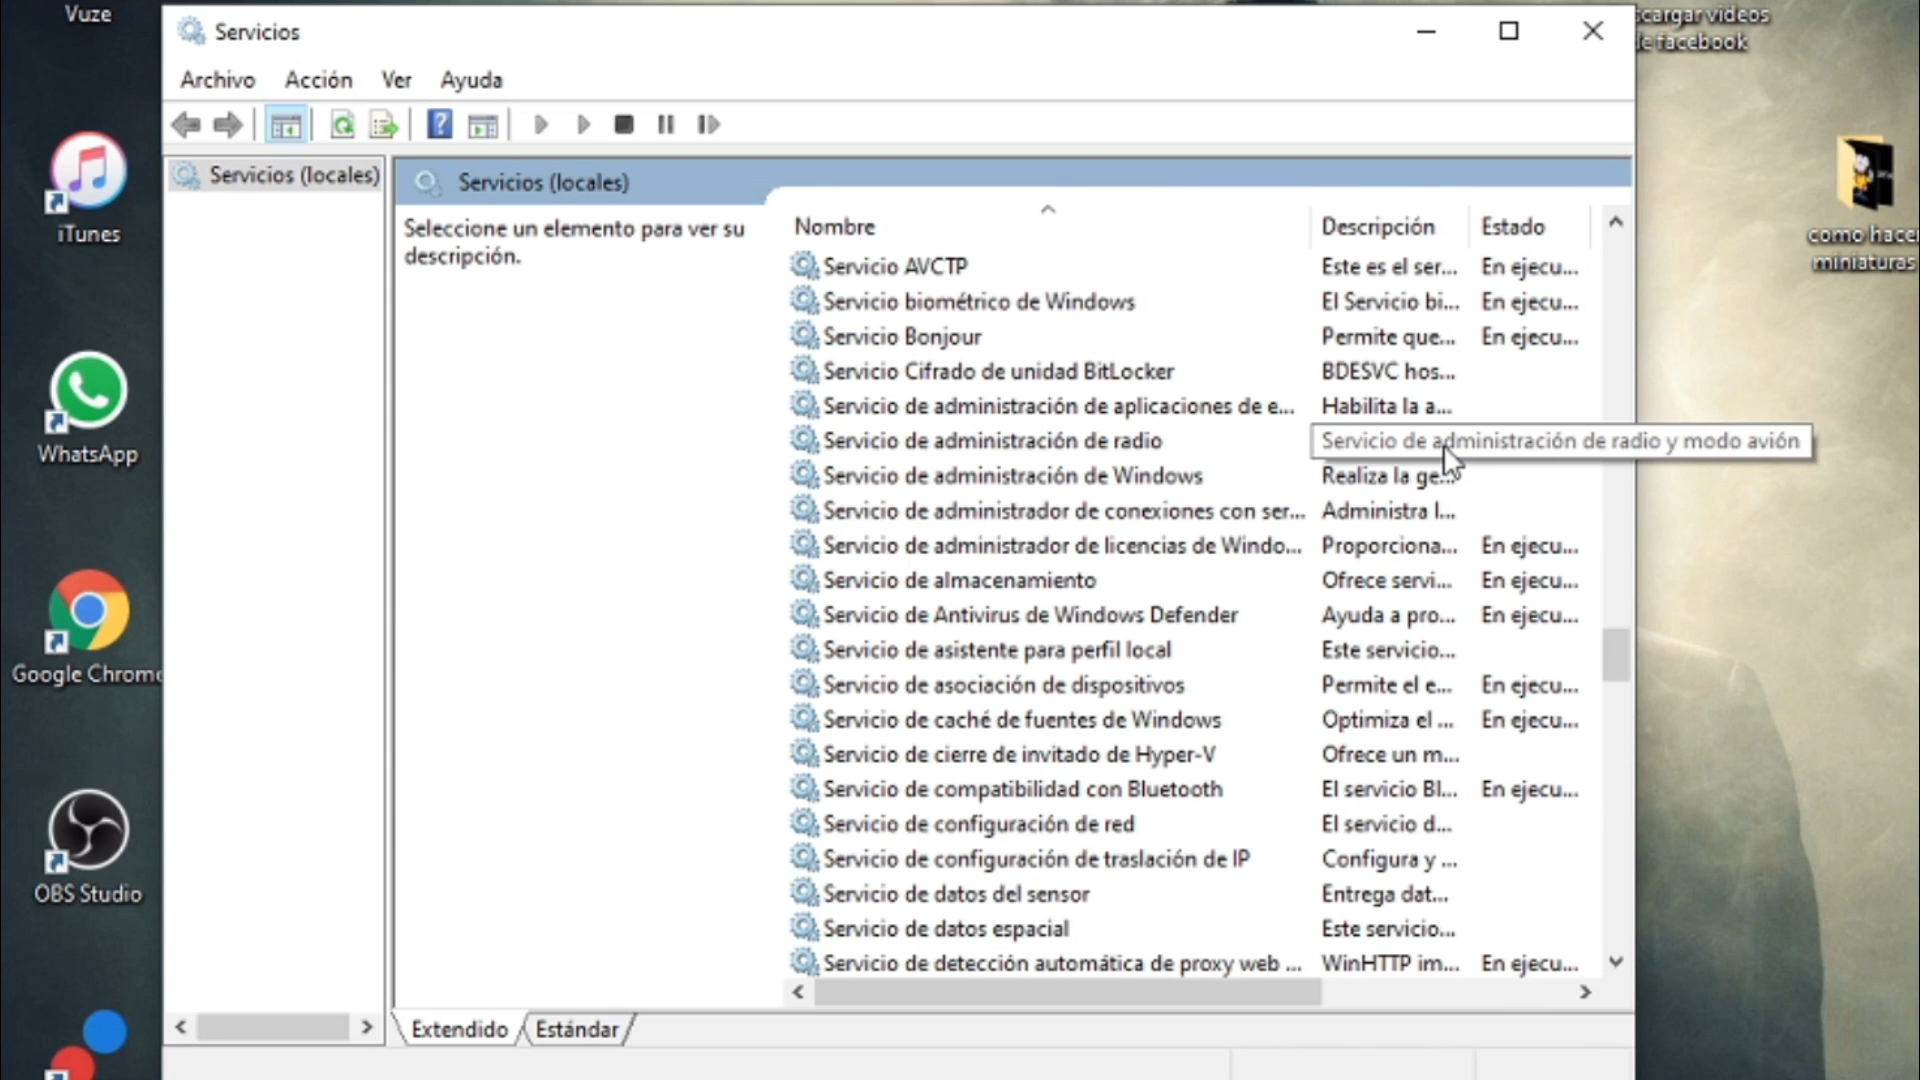 Vuze
iTunes
WhatsApp
Google Chrome
OBS Studio
Servicios
Archivo Acción Ver Ayuda
Servicios (locales)
Servicios (locales)
Seleccione un elemento para ver su
descripción.
Nombre Descripción Estado
Servicio AVCTP Este es el ser... En ejecu...
Servicio biométrico de Windows El Servicio bi... En ejecu...
Servicio Bonjour Permite que... En ejecu...
Servicio Cifrado de unidad BitLocker BDESVC hos...
Servicio de administración de aplicaciones de e... Habilita la a...
Servicio de administración de radio Servicio de administración de radio y modo avión
Servicio de administración de Windows Realiza la ge...
Servicio de administrador de conexiones con ser... Administra l...
Servicio de administrador de licencias de Windo... Proporciona... En ejecu...
Servicio de almacenamiento Ofrece servi... En ejecu...
Servicio de Antivirus de Windows Defender Ayuda a pro... En ejecu...
Servicio de asistente para perfil local Este servicio...
Servicio de asociación de dispositivos Permite el e... En ejecu...
Servicio de caché de fuentes de Windows Optimiza el ... En ejecu...
Servicio de cierre de invitado de Hyper-V Ofrece un m...
Servicio de compatibilidad con Bluetooth El servicio Bl... En ejecu...
Servicio de configuración de red El servicio d...
Servicio de configuración de traslación de IP Configura y ...
Servicio de datos del sensor Entrega dat...
Servicio de datos espacial Este servicio...
Servicio de detección automática de proxy web ... WinHTTP im... En ejecu...
Extendido Estándar
cargar videos
de facebook
como hacer
miniaturas